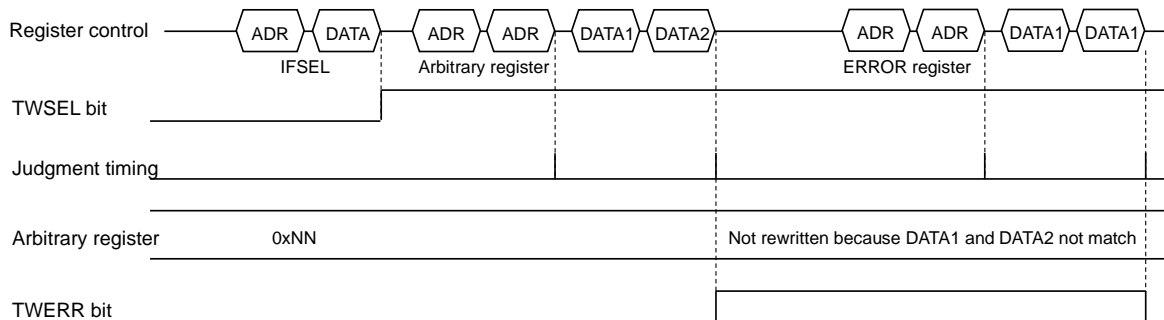 Register control ADR DATA ADR ADR DATA1 DATA2 ADR ADR DATA1 DATA1
IFSEL Arbitrary register ERROR register
TWSEL bit
Judgment timing
Arbitrary register 0xNN Not rewritten because DATA1 and DATA2 not match
TWERR bit